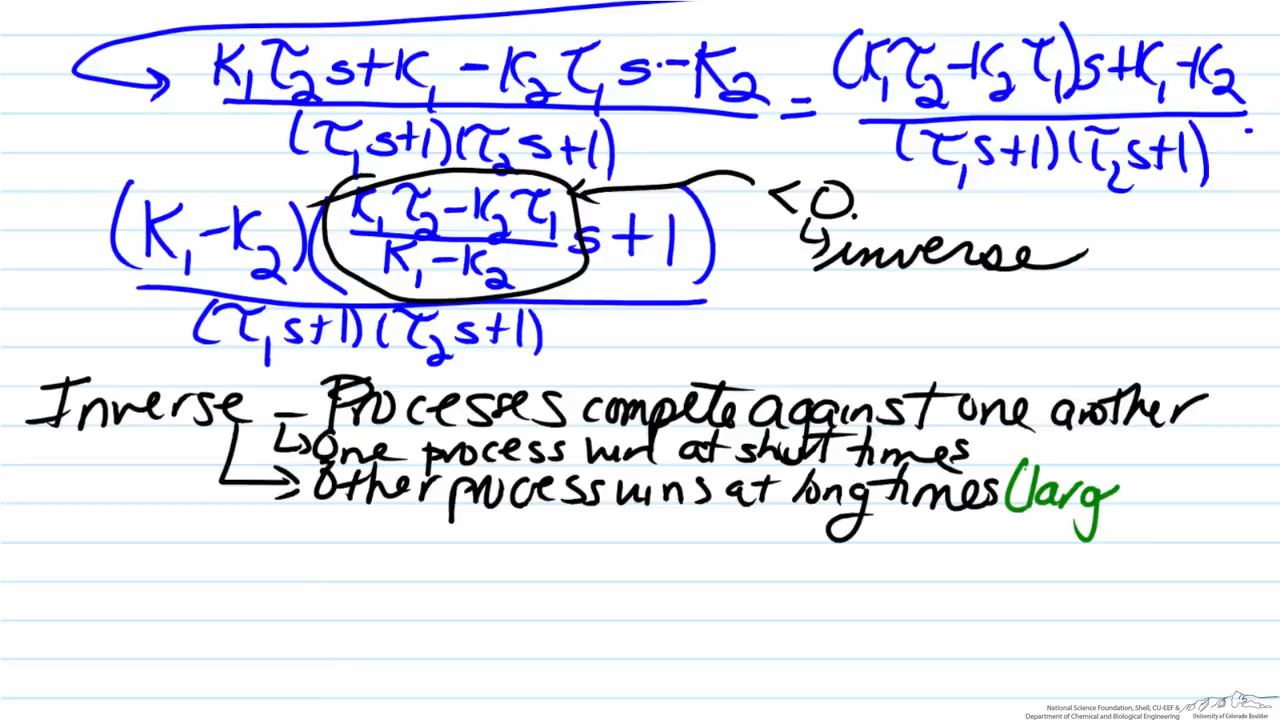 K₁τ₂s+K₁-K₂τ₁s-K₂ / (τ₁s+1)(τ₂s+1) = (K₁τ₂-K₂τ₁)s+K₁-K₂ / (τ₁s+1)(τ₂s+1)
(K₁-K₂)(K₁τ₂-K₂τ₁ / K₁-K₂ s+1) / (τ₁s+1)(τ₂s+1)
<0.
inverse
Inverse - Processes compete against one another
One process at short times
Other process wins at long times (larg
National Science Foundation, Shell, CU-EEF &
Department of Chemical and Biological Engineering
University of Colorado Boulder